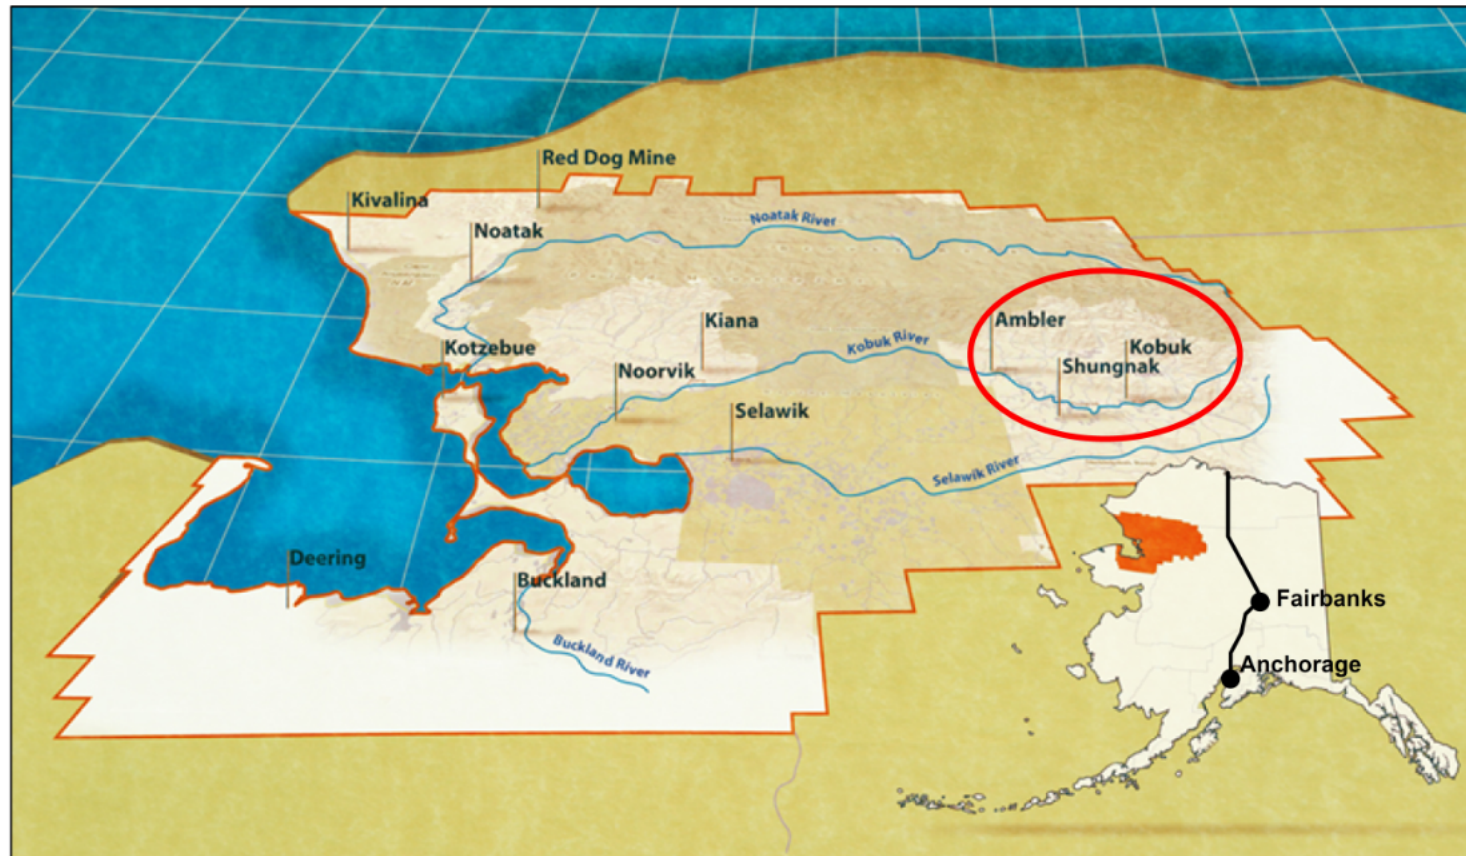 Red Dog Mine
Kivalina
Noatak
Noatak River
Kiana
Ambler
Kotzebue
Kobuk River
Kobuk
Shungnak
Noorvik
Selawik
Selawik River
Deering
Buckland
Buckland River
Fairbanks
Anchorage